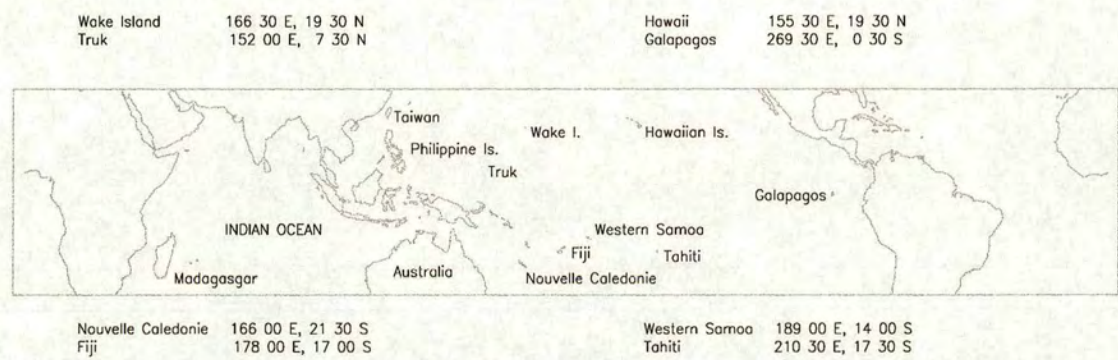 Wake Island 166 30 E, 19 30 N
Truk 152 00 E, 7 30 N
Hawaii 155 30 E, 19 30 N
Galapagos 269 30 E, 0 30 S
Taiwan
Wake I.
Hawaiian Is.
Philippine Is.
Truk
Galapagos
INDIAN OCEAN
Western Samoa
Fiji
Tahiti
Madagasgar
Australia
Nouvelle Caledonie
Nouvelle Caledonie 166 00 E, 21 30 S
Fiji 178 00 E, 17 00 S
Western Samoa 189 00 E, 14 00 S
Tahiti 210 30 E, 17 30 S